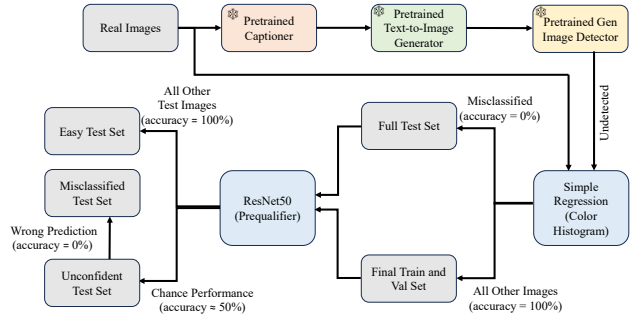 Real Images
Pretrained
Captioner
Pretrained
Text-to-Image
Generator
Pretrained Gen
Image Detector
Undetected
All Other
Test Images
(accuracy = 100%)
Easy Test Set
Misclassified
(accuracy = 0%)
Full Test Set
Misclassified
Test Set
ResNet50
(Prequalifier)
Simple
Regression
(Color
Histogram)
Wrong Prediction
(accuracy = 0%)
Unconfident
Test Set
Chance Performance
(accuracy ≈ 50%)
Final Train and
Val Set
All Other Images
(accuracy = 100%)